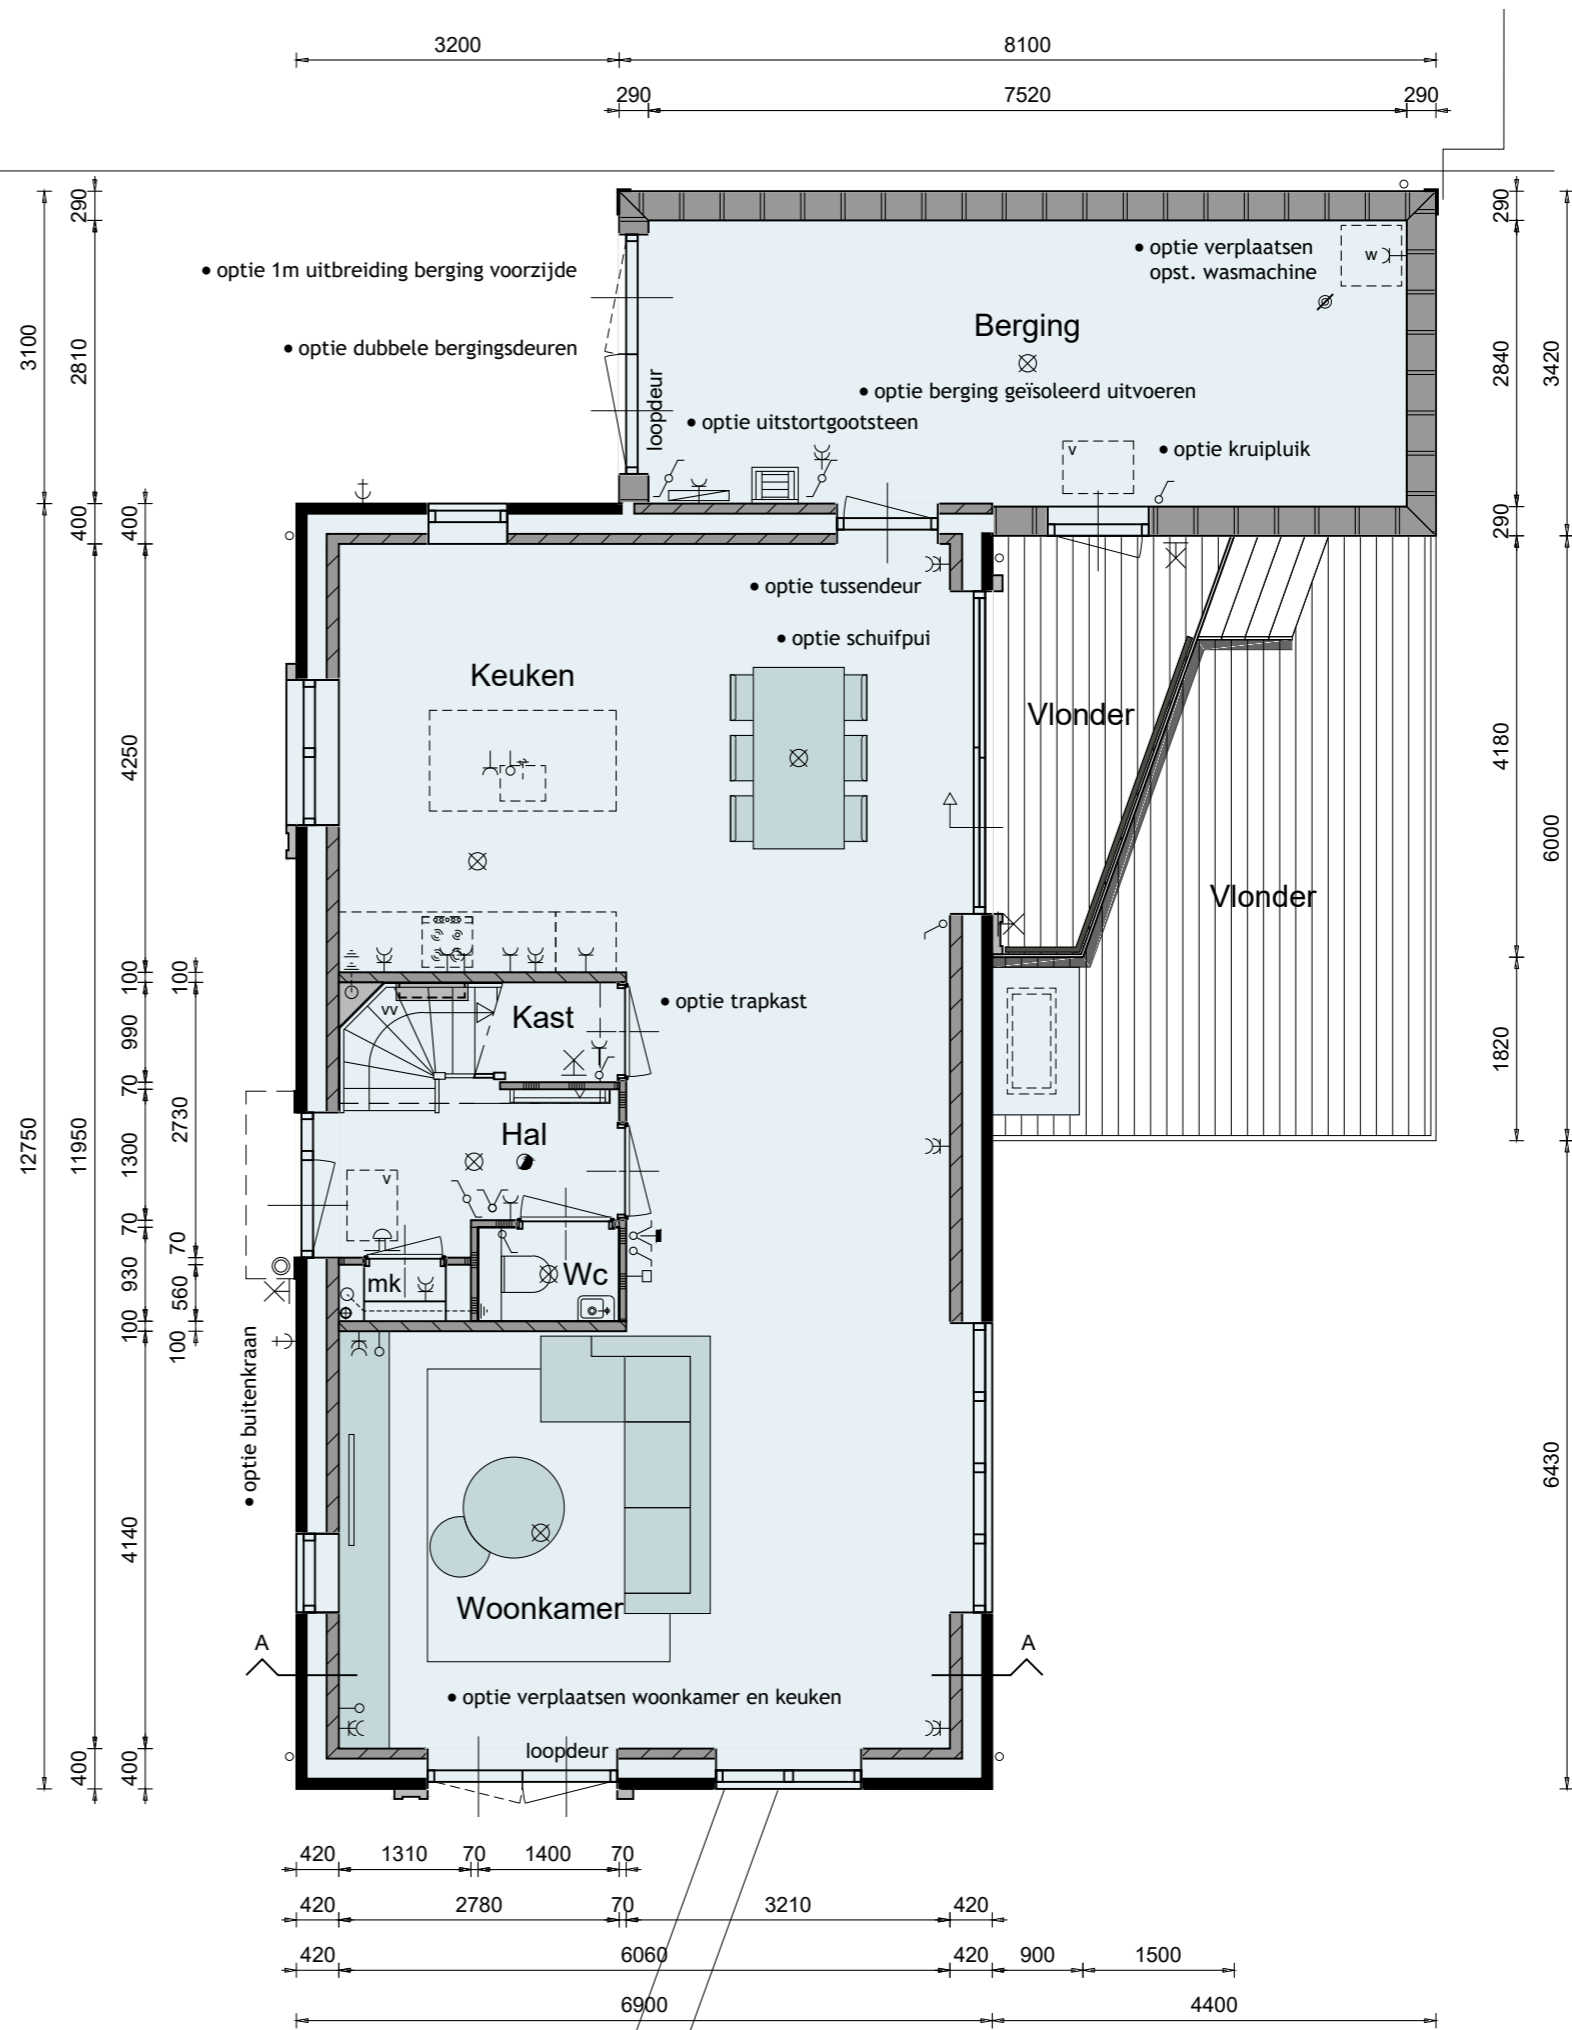 3200
8100
290
7520
290
290
2810
400
11950
400
3100
12750
400
4250
100
990
70
1300
70
930
100
4140
400
100
2730
70
560
100
290
2840
290
4180
1820
3420
6000
6430
• optie 1m uitbreiding berging voorzijde
• optie dubbele bergingsdeuren
loopdeur
• optie verplaatsen
opst. wasmachine
w
Berging
• optie berging geïsoleerd uitvoeren
• optie uitstortgootsteen
v
• optie kruipluik
• optie tussendeur
• optie schuifpui
Keuken
Vlonder
Vlonder
vv
Kast
• optie trapkast
Hal
v
mk
Wc
• optie buitenkraan
Woonkamer
A
A
• optie verplaatsen woonkamer en keuken
loopdeur
420
1310
70
1400
70
420
2780
70
3210
420
420
6060
420
900
1500
6900
4400